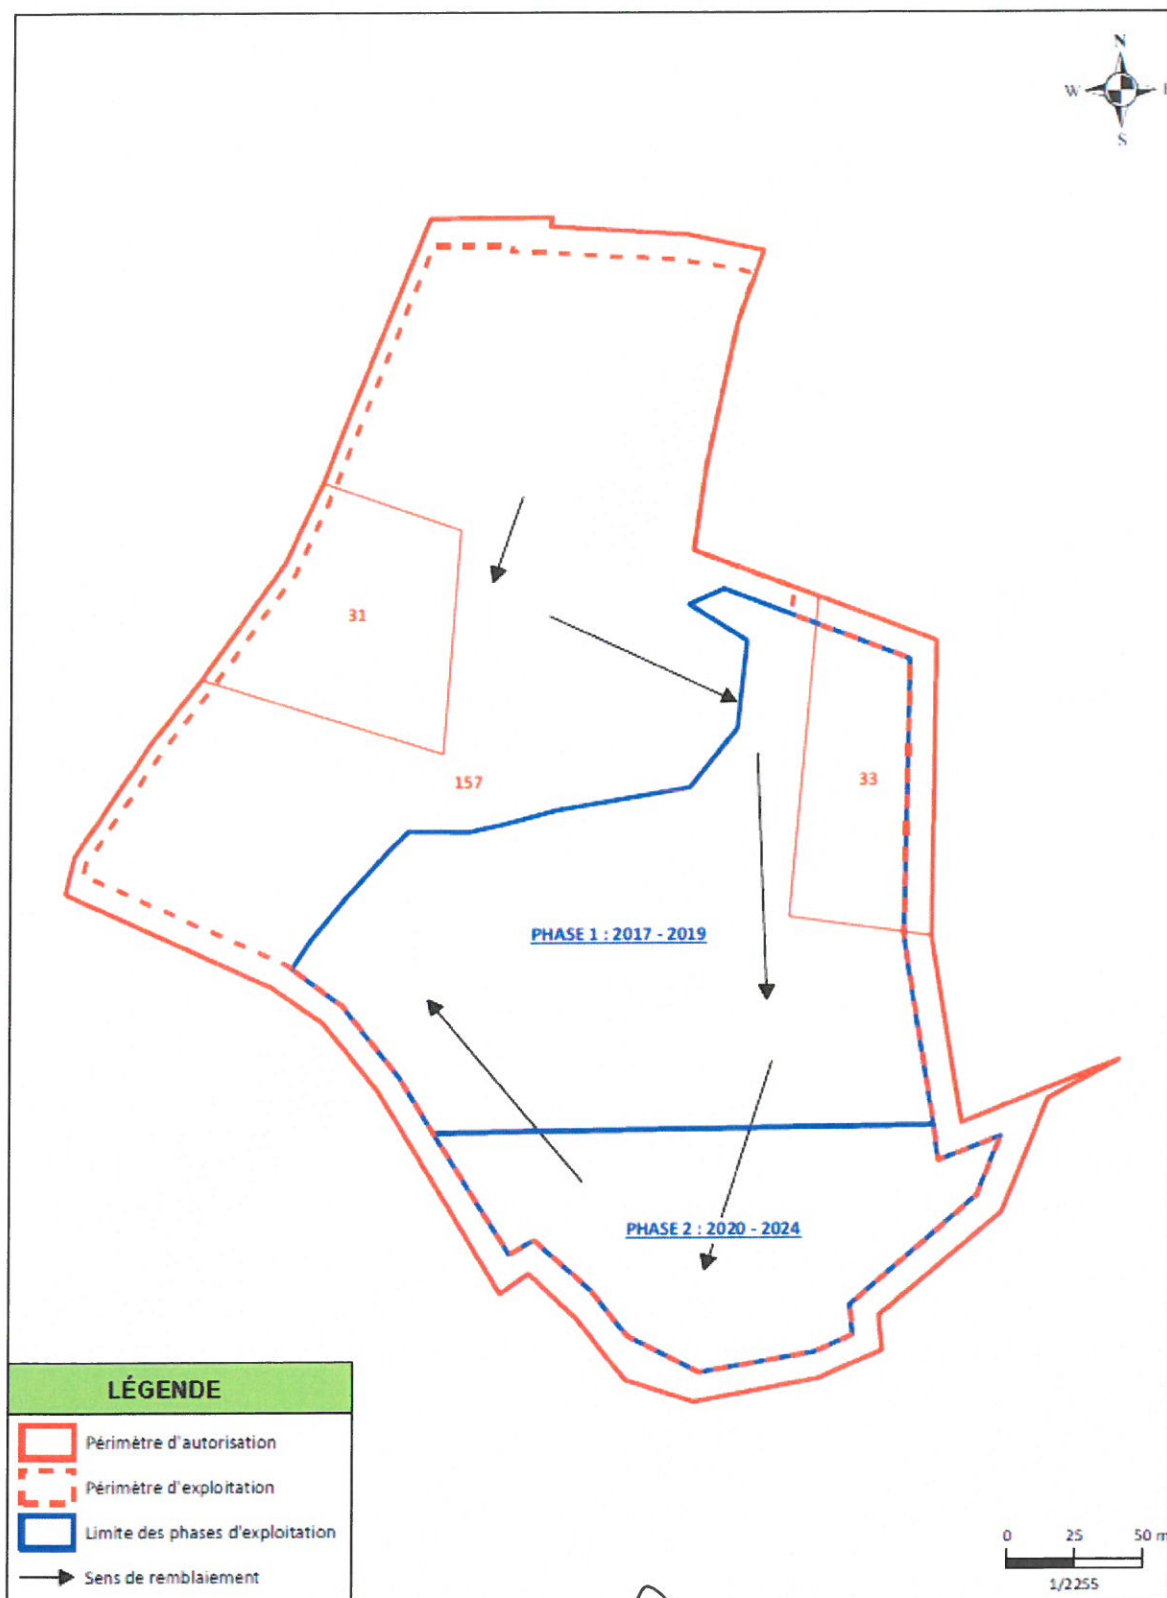 N
W
S
31
157
33
PHASE 1 : 2017 - 2019
PHASE 2 : 2020 - 2024
LÉGENDE
Périmètre d'autorisation
Périmètre d'exploitation
Limite des phases d'exploitation
Sens de remblaiement
0 25 50 m
1/2255